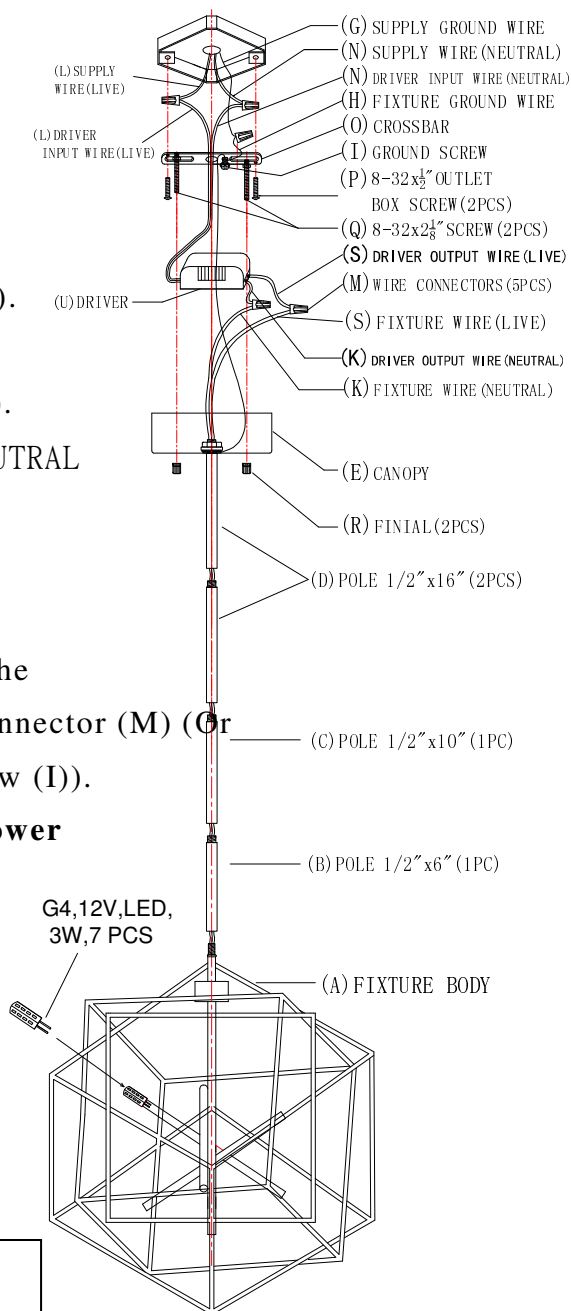 (G) SUPPLY GROUND WIRE
(N) SUPPLY WIRE(NEUTRAL)
(L)SUPPLY
WIRE(LIVE)
(N) DRIVER INPUT WIRE(NEUTRAL)
(H) FIXTURE GROUND WIRE
(L)DRIVER
INPUT WIRE(LIVE)
(O) CROSSBAR
(I) GROUND SCREW
(P) 8-32x½″OUTLET
BOX SCREW(2PCS)
(Q) 8-32x2⅛″SCREW(2PCS)
(S) DRIVER OUTPUT WIRE(LIVE)
(M) WIRE CONNECTORS(5PCS)
).
(U)DRIVER
(S) FIXTURE WIRE(LIVE)
(K) DRIVER OUTPUT WIRE(NEUTRAL)
(K) FIXTURE WIRE(NEUTRAL)
).
UTRAL
(E) CANOPY
(R) FINIAL(2PCS)
(D)POLE 1/2″x16″(2PCS)
he
nnector (M) (Or
(C)POLE 1/2″x10″(1PC)
w (I)).
ower
(B)POLE 1/2″x6″(1PC)
G4,12V,LED,
3W,7 PCS
(A)FIXTURE BODY